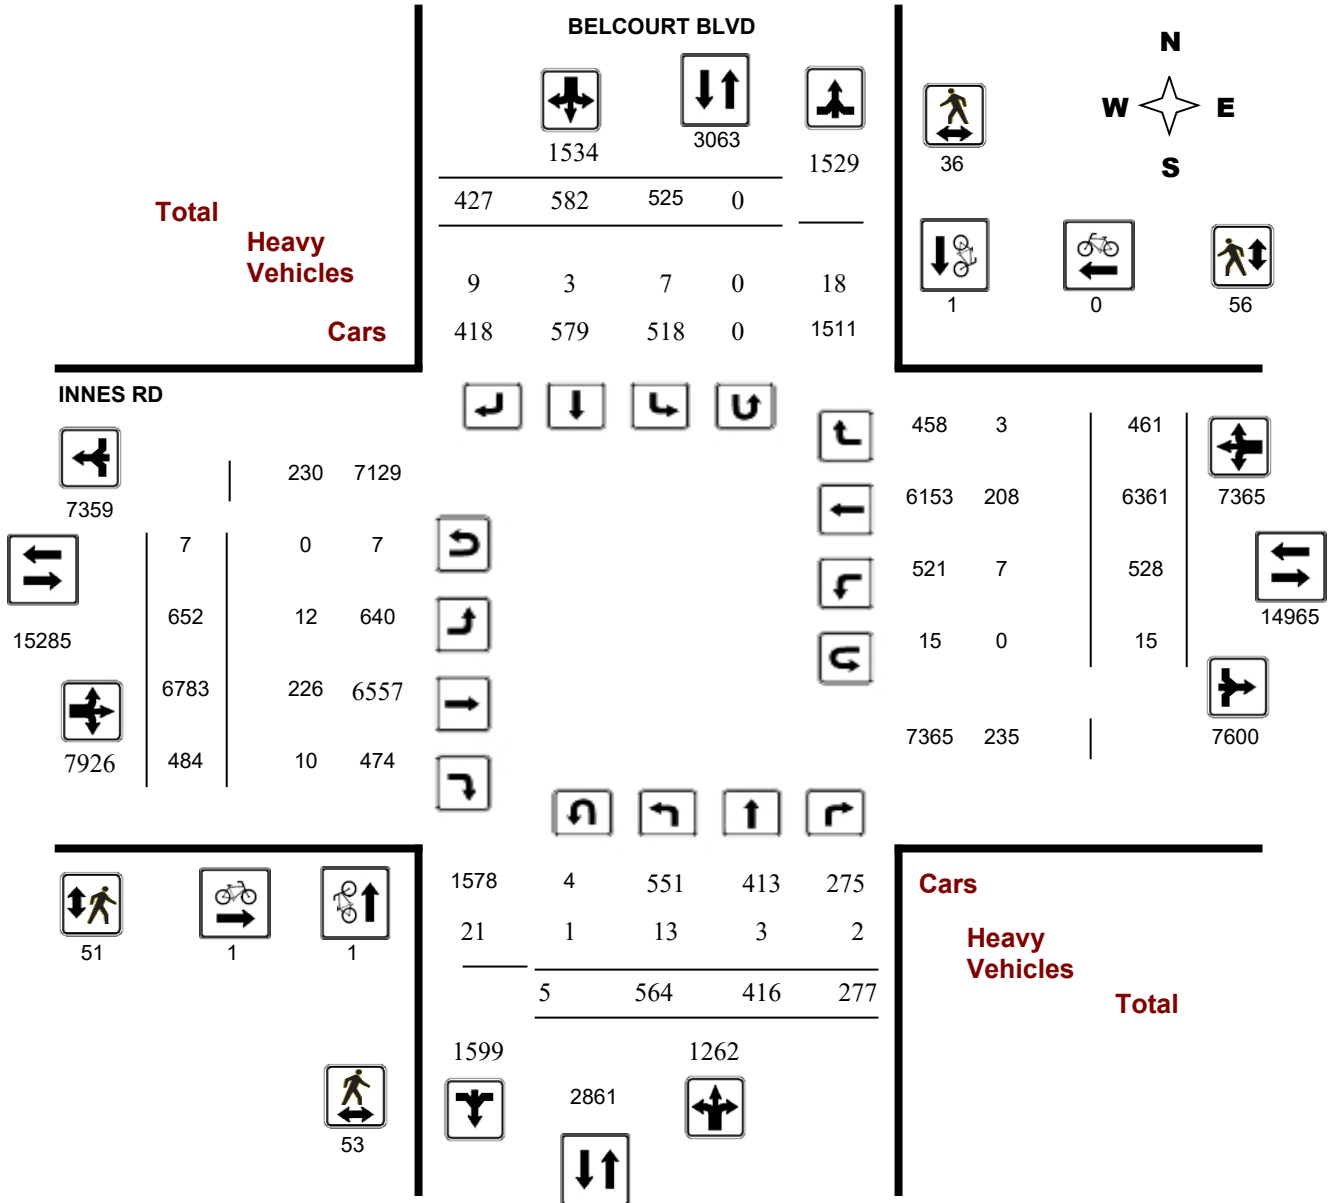 BELCOURT BLVD
N
W E
S
1534 3063 1529 36
Total 427 582 525 0
Heavy
Vehicles 9 3 7 0 18
1 0 56
Cars 418 579 518 0 1511
INNES RD
458 3 461
230 7129
7359
6153 208 6361 7365
7 0 7
521 7 528
652 12 640
14965
15285
15 0 15
6783 226 6557
7365 235 7600
7926 484 10 474
1578 4 551 413 275 Cars
21 1 13 3 2 Heavy
Vehicles
51 1 1
5 564 416 277 Total
1599 1262
2861
53